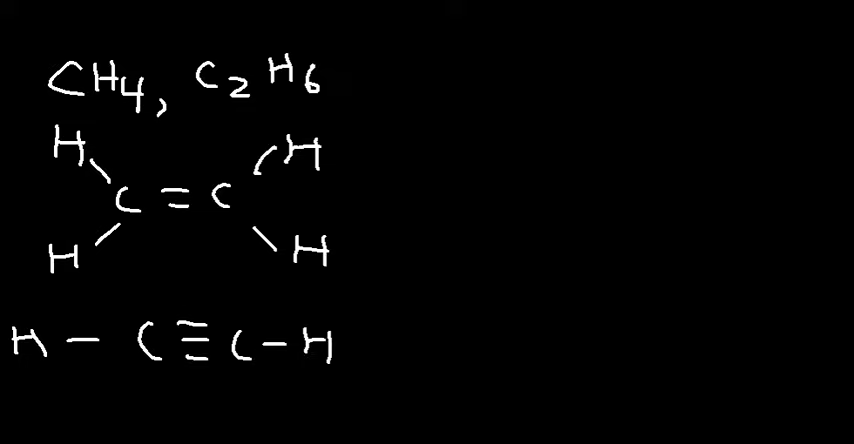 CH4, C2H6
H H
C = C
H H
H - C ≡ C - H